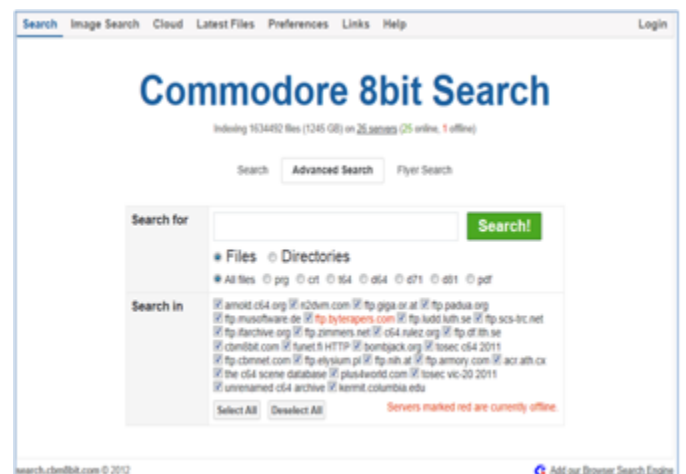 Search Image Search Cloud Latest Files Preferences Links Help Login
Commodore 8bit Search
Indexing 1634492 files (1245 GB) on 26 servers (25 online, 1 offline)
Search Advanced Search Flyer Search
Search for Search!
Files Directories
All files prg crt t64 d64 d71 d81 pdf
Search in arnold.c64.org n2dvm.com ftp.giga.or.at ftp.padua.org
ftp.musoftware.de ftp.byterapers.com ftp.ludd.luth.se ftp.scs-trc.net
ftp.ifarchive.org ftp.zimmers.net c64.rulez.org ftp.df.lth.se
cbm8bit.com funet.fi HTTP bombjack.org tosec c64 2011
ftp.cbmnet.com ftp.elysium.pl ftp.nih.at ftp.armory.com acr.ath.cx
the c64 scene database plus4world.com tosec vic-20 2011
unrenamed c64 archive kermit.columbia.edu
Select All Deselect All Servers marked red are currently offline.
search.cbm8bit.com © 2012 Add our Browser Search Engine